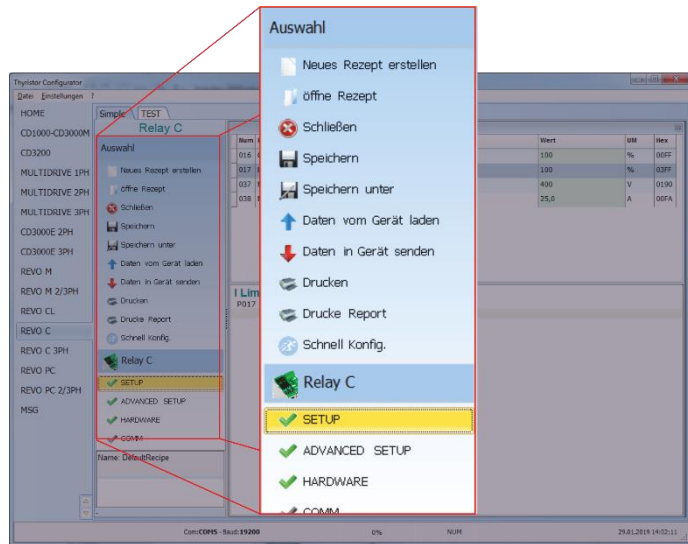 Thyristor Configurator
Datei Einstellungen ?
HOME
CD1000-CD3000M
CD3200
MULTIDRIVE 1PH
MULTIDRIVE 2PH
MULTIDRIVE 3PH
CD3000E 2PH
CD3000E 3PH
REVO M
REVO M 2/3PH
REVO CL
REVO C
REVO C 3PH
REVO PC
REVO PC 2/3PH
MSG
Simple TEST
Relay C
Auswahl
Neues Rezept erstellen
öffne Rezept
Schließen
Speichern
Speichern unter
Daten vom Gerät laden
Daten in Gerät senden
Drucken
Drucke Report
Schnell Konfig.
Relay C
SETUP
ADVANCED SETUP
HARDWARE
COMM
Name: DefaultRecipe
Auswahl
Neues Rezept erstellen
öffne Rezept
Schließen
Speichern
Speichern unter
Daten vom Gerät laden
Daten in Gerät senden
Drucken
Drucke Report
Schnell Konfig.
Relay C
SETUP
ADVANCED SETUP
HARDWARE
COMM
Num Wert UM Hex
016 100 % 00FF
017 100 % 03FF
037 400 V 0190
038 25,0 A 00FA
I Lim
P017
Com:COM5 - Baud:19200 0% NUM 29.01.2019 14:32:11